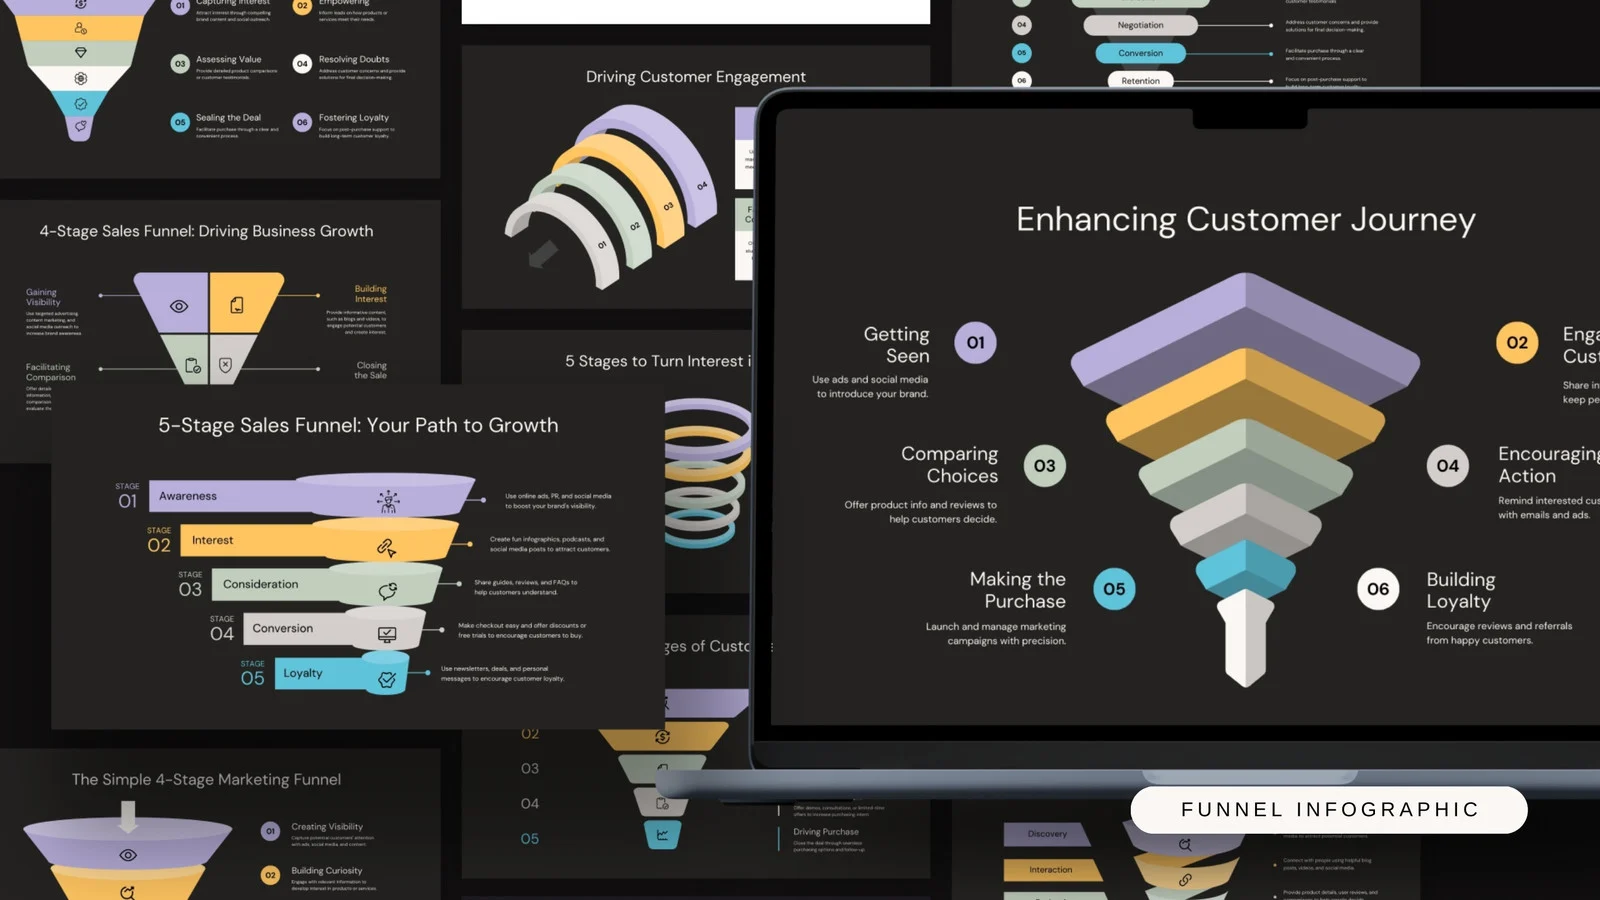 Capturing Interest
01
Attract interest through compelling
brand content and social outreach.
02
Empowering
Inform leads on how products or
services meet their needs.
03
Assessing Value
Provide detailed product comparisons
or customer testimonials.
04
Resolving Doubts
Address customer concerns and provide
solutions for final decision-making.
05
Sealing the Deal
Facilitate purchase through a clear and
convenient process.
06
Fostering Loyalty
Focus on post-purchase support to
build long-term customer loyalty.
4-Stage Sales Funnel: Driving Business Growth
Gaining
Visibility
Use targeted advertising
content marketing, and
social media outreach to
increase brand awareness
Building
Interest
Provide informative content,
such as blogs and videos, to
engage potential customers
and create interest.
Facilitating
Comparison
Offer details
information,
comparison
evaluate the
Closing
the Sale
Driving Customer Engagement
01
02
03
04
5 Stages to Turn Interest i
04
Negotiation
Address customer concerns and provide
solutions for final decision-making.
05
Conversion
Facilitate purchase through a clear
and convenient process.
06
Retention
Focus on post-purchase support to
5-Stage Sales Funnel: Your Path to Growth
STAGE
01
Awareness
Use online ads, PR, and social media
to boost your brand's visibility.
STAGE
02
Interest
Create fun infographics, podcasts, and
social media posts to attract customers.
STAGE
03
Consideration
Share guides, reviews, and FAQs to
help customers understand.
STAGE
04
Conversion
Make checkout easy and offer discounts or
free trials to encourage customers to buy.
STAGE
05
Loyalty
Use newsletters, deals, and personal
messages to encourage customer loyalty.
Enhancing Customer Journey
Getting
Seen
01
Use ads and social media
to introduce your brand.
02
Enga
Cust
Share in
keep pe
Comparing
Choices
03
Offer product info and reviews to
help customers decide.
04
Encouraging
Action
Remind interested cus
with emails and ads.
Making the
Purchase
05
Launch and manage marketing
campaigns with precision.
06
Building
Loyalty
Encourage reviews and referrals
from happy customers.
ges of Custo
02
03
04
05
Offer demos, consultations, or limited-time
offers to increase purchasing intent
Driving Purchase
Close the deal through seamless
purchasing options and follow-up.
The Simple 4-Stage Marketing Funnel
01
Creating Visibility
Capture potential customers' attention
with ads, social media, and content.
02
Building Curiosity
Engage with relevant information to
develop interest in products or services.
FUNNEL INFOGRAPHIC
Discovery
Interaction
Connect with people using helpful blog
posts, videos, and social media.
Provide product details, user reviews, and